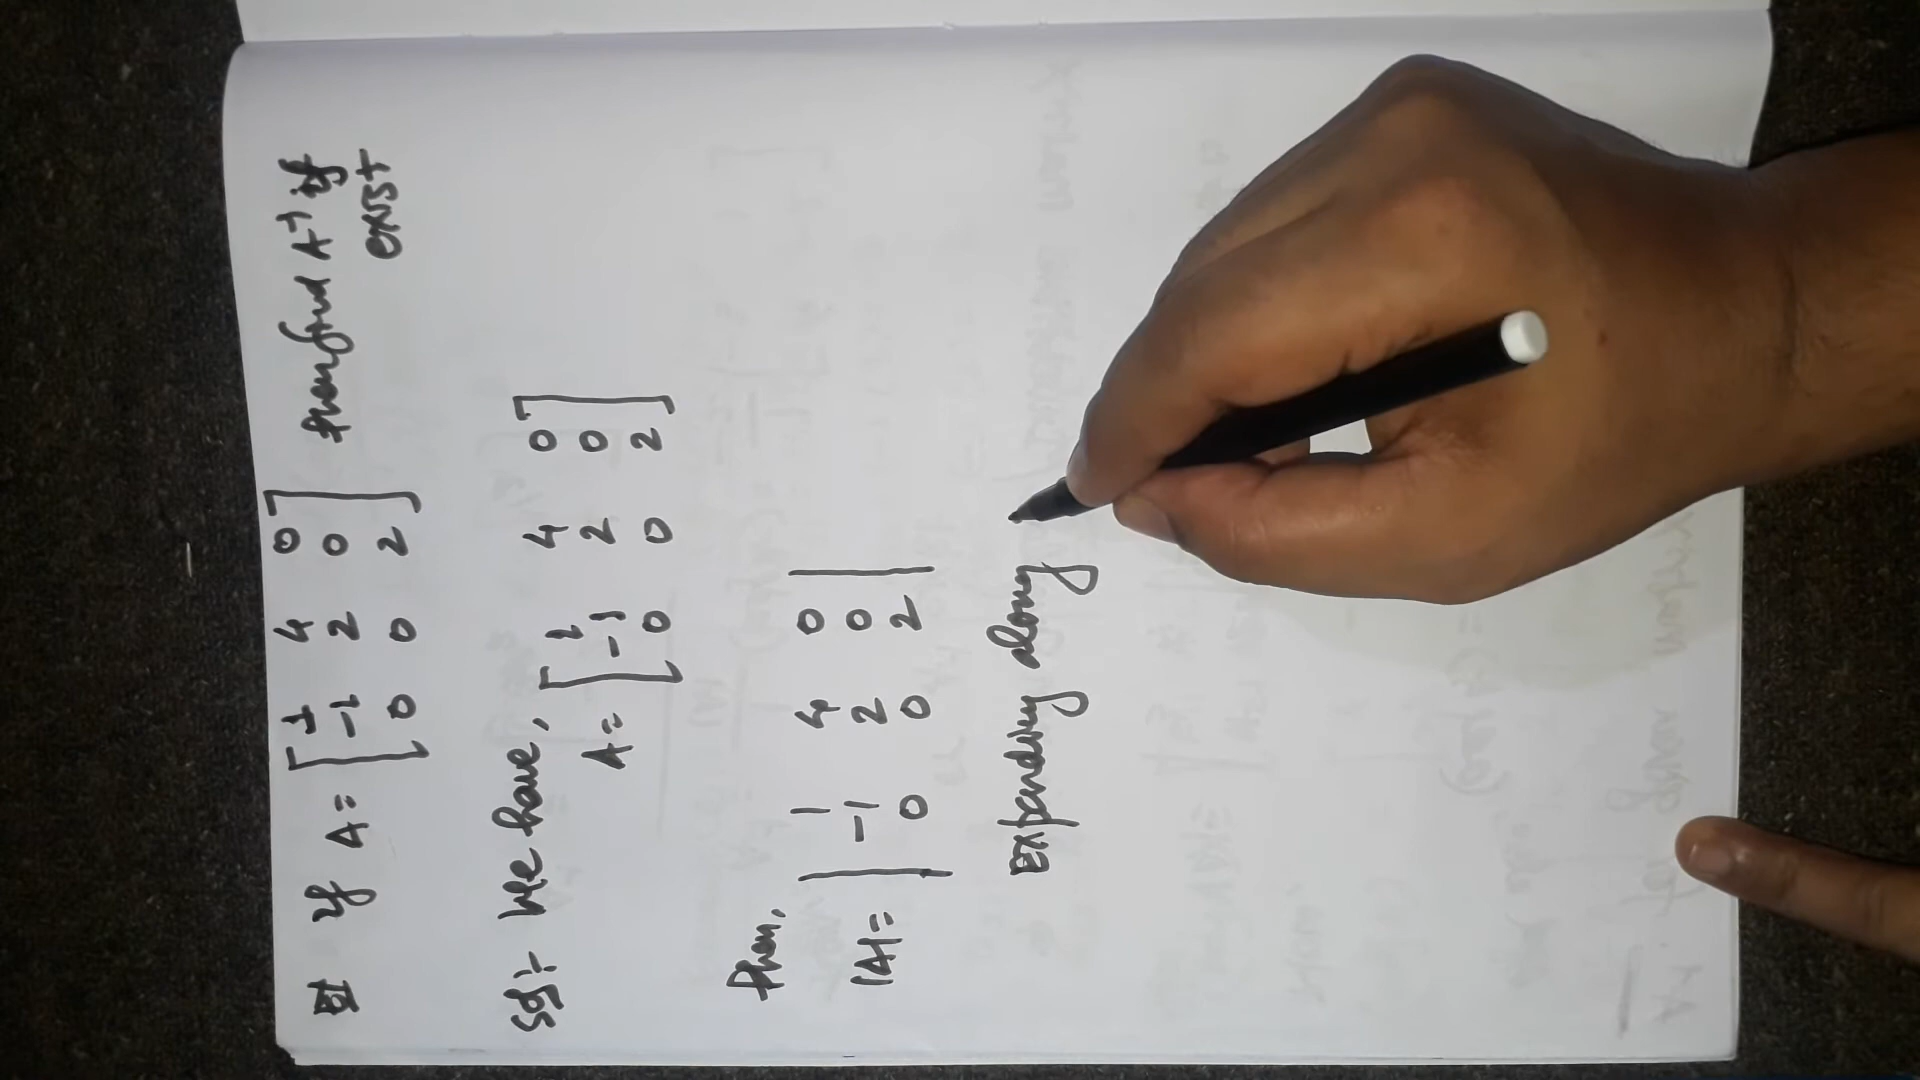 If A = [ 1 4 0
-1 2 0
0 0 2 ] then find A⁻¹ if
exist
Sol:- We have,
A = [ 1 4 0
-1 2 0
0 0 2 ]
then,
|A| = | 1 4 0
-1 2 0
0 0 2 |
Expanding along